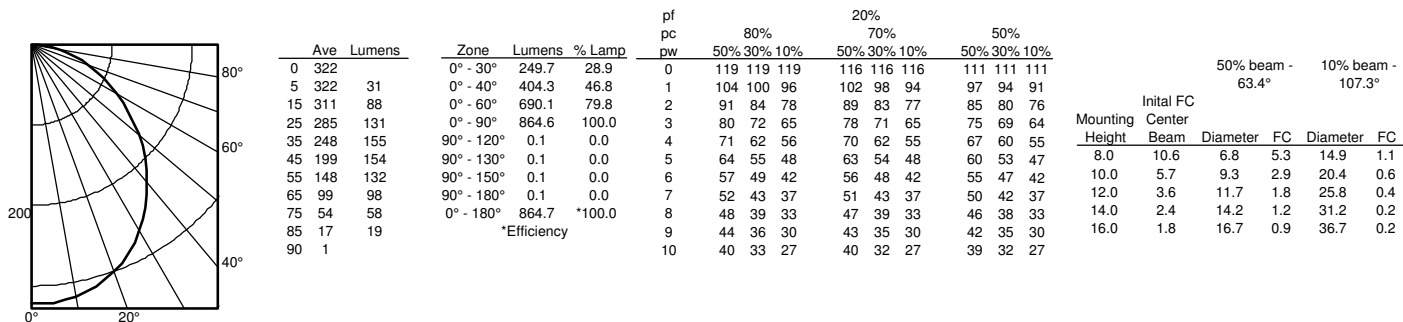 80°
60°
200
40°
0° 20°
Ave Lumens
0 322
5 322 31
15 311 88
25 285 131
35 248 155
45 199 154
55 148 132
65 99 98
75 54 58
85 17 19
90 1
Zone Lumens % Lamp
0° - 30° 249.7 28.9
0° - 40° 404.3 46.8
0° - 60° 690.1 79.8
0° - 90° 864.6 100.0
90° - 120° 0.1 0.0
90° - 130° 0.1 0.0
90° - 150° 0.1 0.0
90° - 180° 0.1 0.0
0° - 180° 864.7 *100.0
*Efficiency
pf 20%
pc 80% 70% 50%
pw 50% 30% 10% 50% 30% 10% 50% 30% 10%
0 119 119 119 116 116 116 111 111 111
1 104 100 96 102 98 94 97 94 91
2 91 84 78 89 83 77 85 80 76
3 80 72 65 78 71 65 75 69 64
4 71 62 56 70 62 55 67 60 55
5 64 55 48 63 54 48 60 53 47
6 57 49 42 56 48 42 55 47 42
7 52 43 37 51 43 37 50 42 37
8 48 39 33 47 39 33 46 38 33
9 44 36 30 43 35 30 42 35 30
10 40 33 27 40 32 27 39 32 27
50% beam - 10% beam -
63.4° 107.3°
Inital FC
Mounting Center
Height Beam Diameter FC Diameter FC
8.0 10.6 6.8 5.3 14.9 1.1
10.0 5.7 9.3 2.9 20.4 0.6
12.0 3.6 11.7 1.8 25.8 0.4
14.0 2.4 14.2 1.2 31.2 0.2
16.0 1.8 16.7 0.9 36.7 0.2